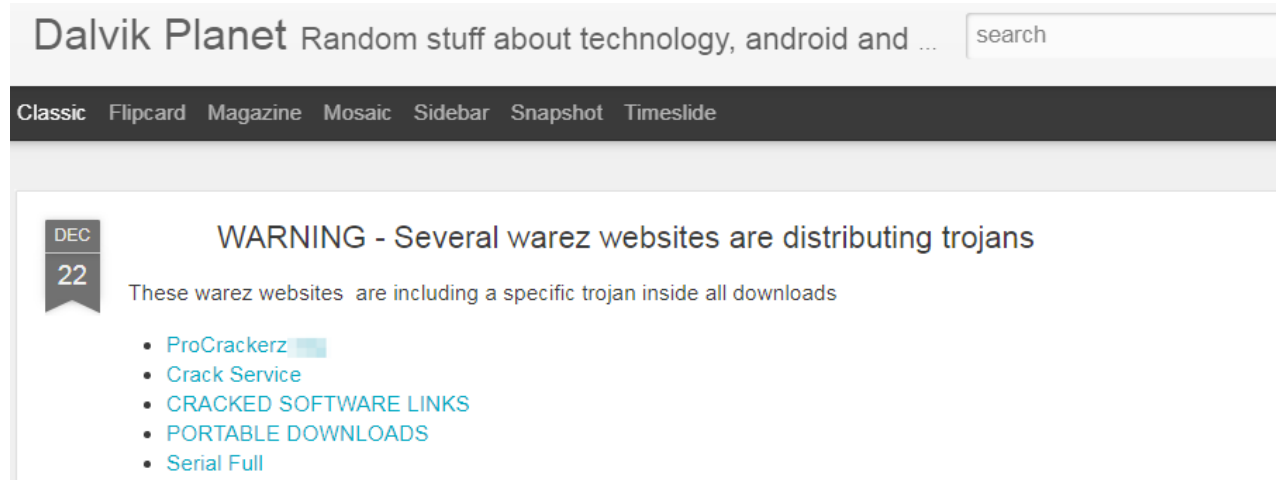 Dalvik Planet Random stuff about technology, android and ... search
Classic Flipcard Magazine Mosaic Sidebar Snapshot Timeslide
DEC
22
WARNING - Several warez websites are distributing trojans
These warez websites are including a specific trojan inside all downloads
ProCrackerz
Crack Service
CRACKED SOFTWARE LINKS
PORTABLE DOWNLOADS
Serial Full